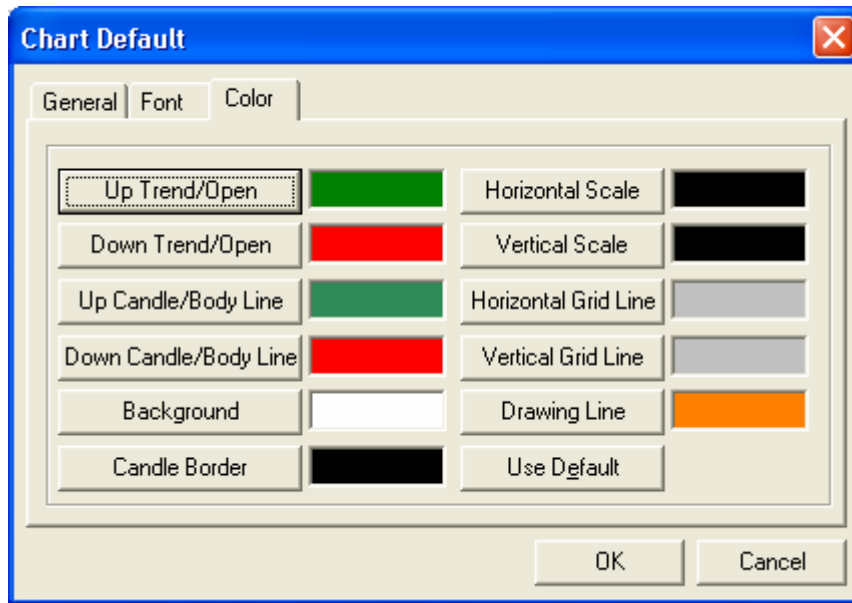 Chart Default
General Font Color
Up Trend/Open Horizontal Scale
Down Trend/Open Vertical Scale
Up Candle/Body Line Horizontal Grid Line
Down Candle/Body Line Vertical Grid Line
Background Drawing Line
Candle Border Use Default
OK Cancel